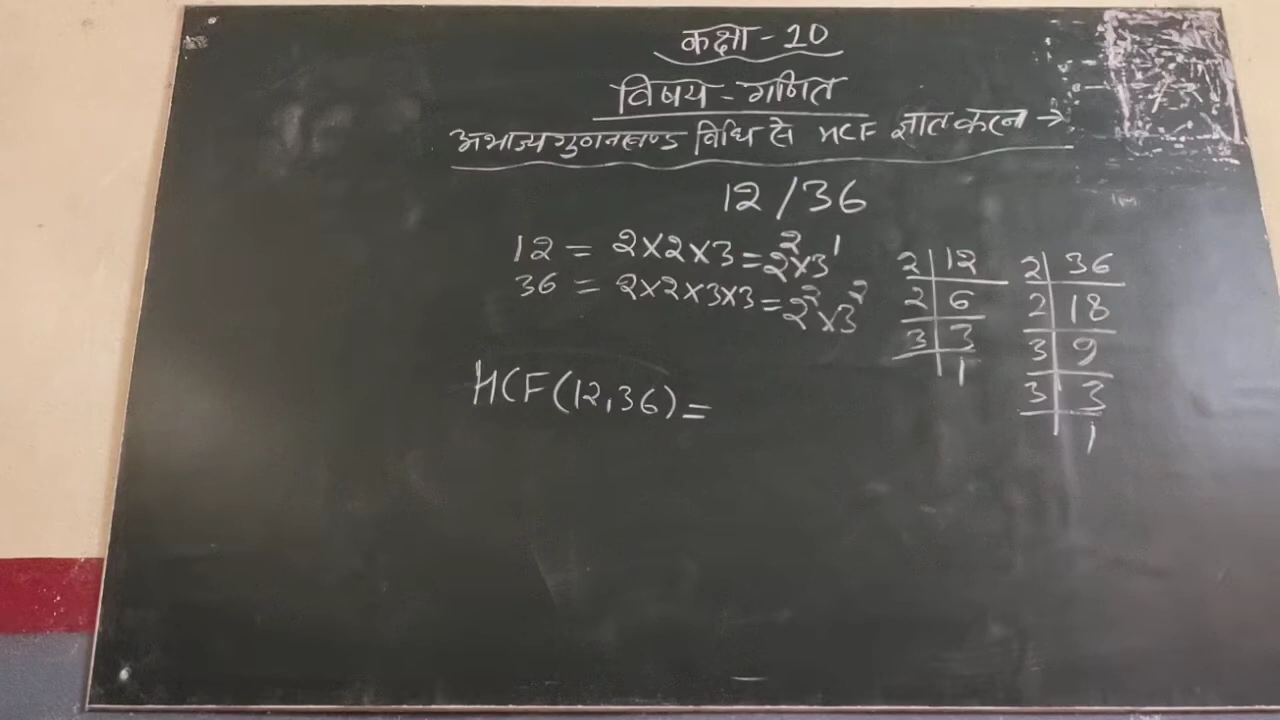 कक्षा - 10
विषय - गणित
अभाज्य गुणनखण्ड विधि से HCF ज्ञात करना →
12 / 36
12 = 2×2×3 = 2²×3¹
36 = 2×2×3×3 = 2²×3²
HCF(12,36) =
2 | 12
2 | 6
3 | 3
| 1
2 | 36
2 | 18
3 | 9
3 | 3
| 1